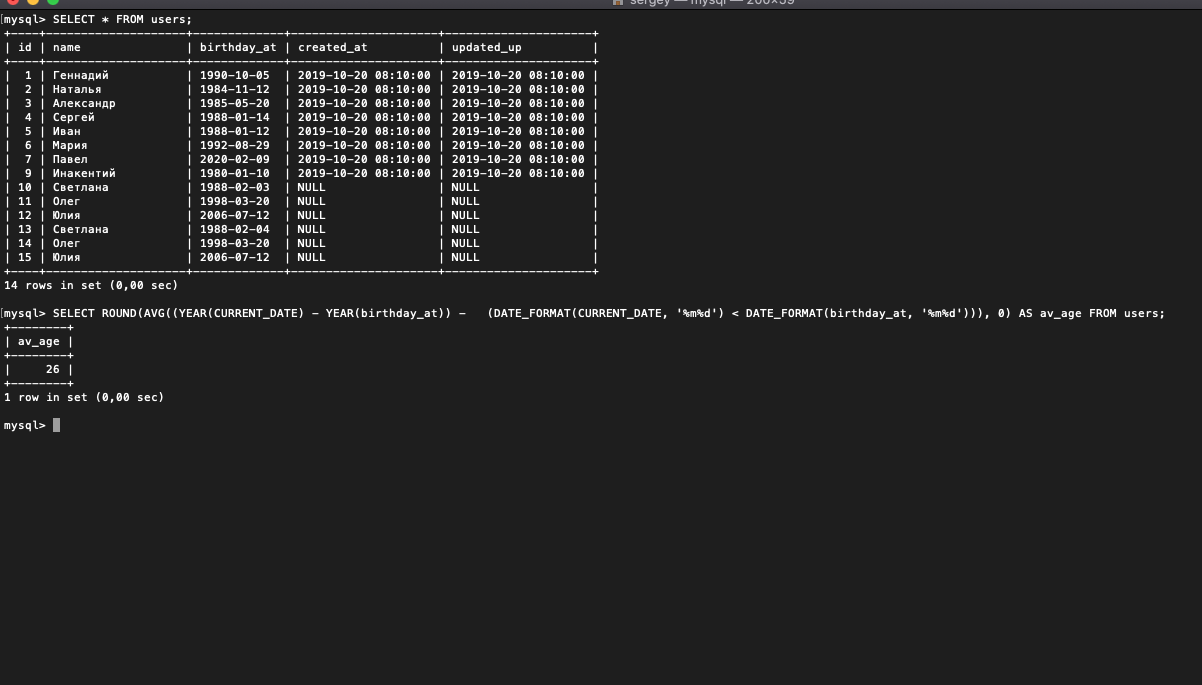 sergey — mysql — 200×39
[mysql> SELECT * FROM users;
+----+--------------------+-------------+---------------------+---------------------+
| id | name | birthday_at | created_at | updated_up |
+----+--------------------+-------------+---------------------+---------------------+
| 1 | Геннадий | 1990-10-05 | 2019-10-20 08:10:00 | 2019-10-20 08:10:00 |
| 2 | Наталья | 1984-11-12 | 2019-10-20 08:10:00 | 2019-10-20 08:10:00 |
| 3 | Александр | 1985-05-20 | 2019-10-20 08:10:00 | 2019-10-20 08:10:00 |
| 4 | Сергей | 1988-01-14 | 2019-10-20 08:10:00 | 2019-10-20 08:10:00 |
| 5 | Иван | 1988-01-12 | 2019-10-20 08:10:00 | 2019-10-20 08:10:00 |
| 6 | Мария | 1992-08-29 | 2019-10-20 08:10:00 | 2019-10-20 08:10:00 |
| 7 | Павел | 2020-02-09 | 2019-10-20 08:10:00 | 2019-10-20 08:10:00 |
| 9 | Инакентий | 1980-01-10 | 2019-10-20 08:10:00 | 2019-10-20 08:10:00 |
| 10 | Светлана | 1988-02-03 | NULL | NULL |
| 11 | Олег | 1998-03-20 | NULL | NULL |
| 12 | Юлия | 2006-07-12 | NULL | NULL |
| 13 | Светлана | 1988-02-04 | NULL | NULL |
| 14 | Олег | 1998-03-20 | NULL | NULL |
| 15 | Юлия | 2006-07-12 | NULL | NULL |
+----+--------------------+-------------+---------------------+---------------------+
14 rows in set (0,00 sec)
[mysql> SELECT ROUND(AVG((YEAR(CURRENT_DATE) - YEAR(birthday_at)) - (DATE_FORMAT(CURRENT_DATE, '%m%d') < DATE_FORMAT(birthday_at, '%m%d'))), 0) AS av_age FROM users;
+--------+
| av_age |
+--------+
| 26 |
+--------+
1 row in set (0,00 sec)
mysql>